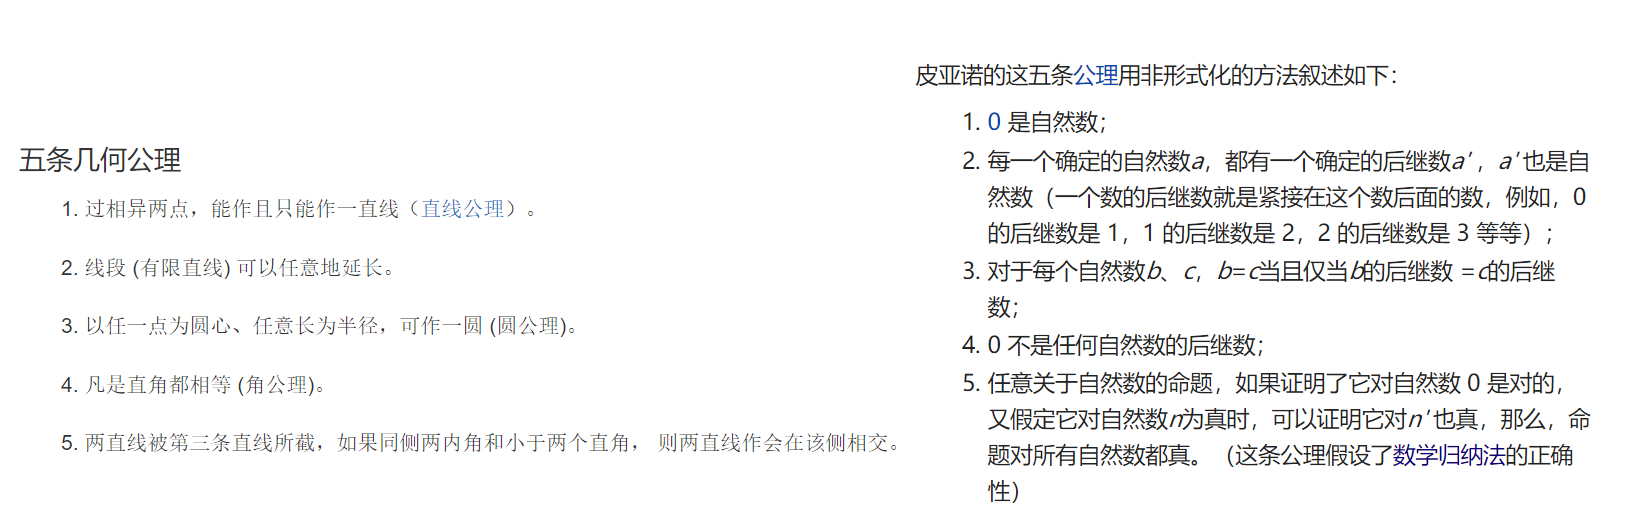 五条几何公理
1. 过相异两点，能作且只能作一直线（直线公理）。
2. 线段 (有限直线) 可以任意地延长。
3. 以任一点为圆心、任意长为半径，可作一圆 (圆公理)。
4. 凡是直角都相等 (角公理)。
5. 两直线被第三条直线所截，如果同侧两内角和小于两个直角， 则两直线作会在该侧相交。
皮亚诺的这五条公理用非形式化的方法叙述如下：
1. 0 是自然数；
2. 每一个确定的自然数a，都有一个确定的后继数a' ，a' 也是自
然数（一个数的后继数就是紧接在这个数后面的数，例如，0
的后继数是 1，1 的后继数是 2，2 的后继数是 3 等等）；
3. 对于每个自然数b、c，b=c当且仅当b的后继数 =c的后继
数；
4. 0 不是任何自然数的后继数；
5. 任意关于自然数的命题，如果证明了它对自然数 0 是对的，
又假定它对自然数n为真时，可以证明它对n' 也真，那么，命
题对所有自然数都真。（这条公理假设了数学归纳法的正确
性）